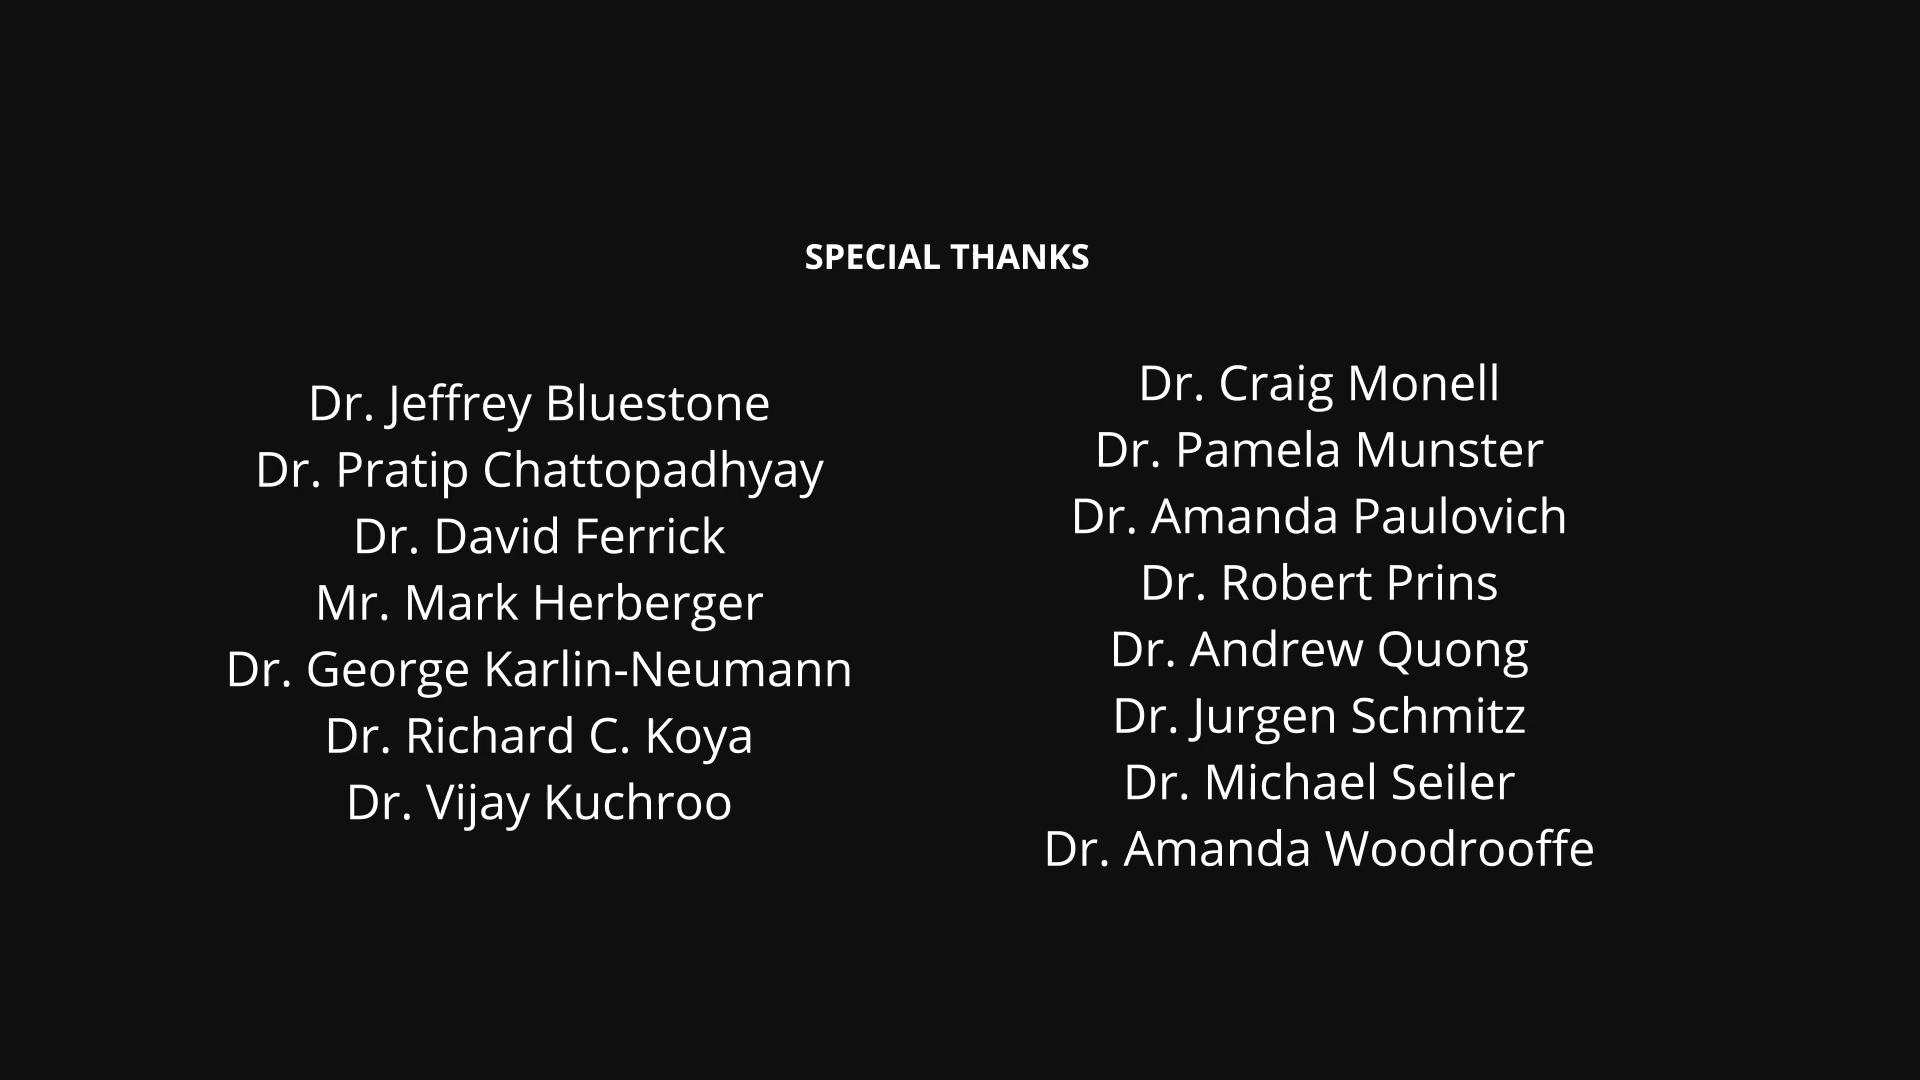 SPECIAL THANKS
Dr. Jeffrey Bluestone
Dr. Pratip Chattopadhyay
Dr. David Ferrick
Mr. Mark Herberger
Dr. George Karlin-Neumann
Dr. Richard C. Koya
Dr. Vijay Kuchroo
Dr. Craig Monell
Dr. Pamela Munster
Dr. Amanda Paulovich
Dr. Robert Prins
Dr. Andrew Quong
Dr. Jurgen Schmitz
Dr. Michael Seiler
Dr. Amanda Woodrooffe